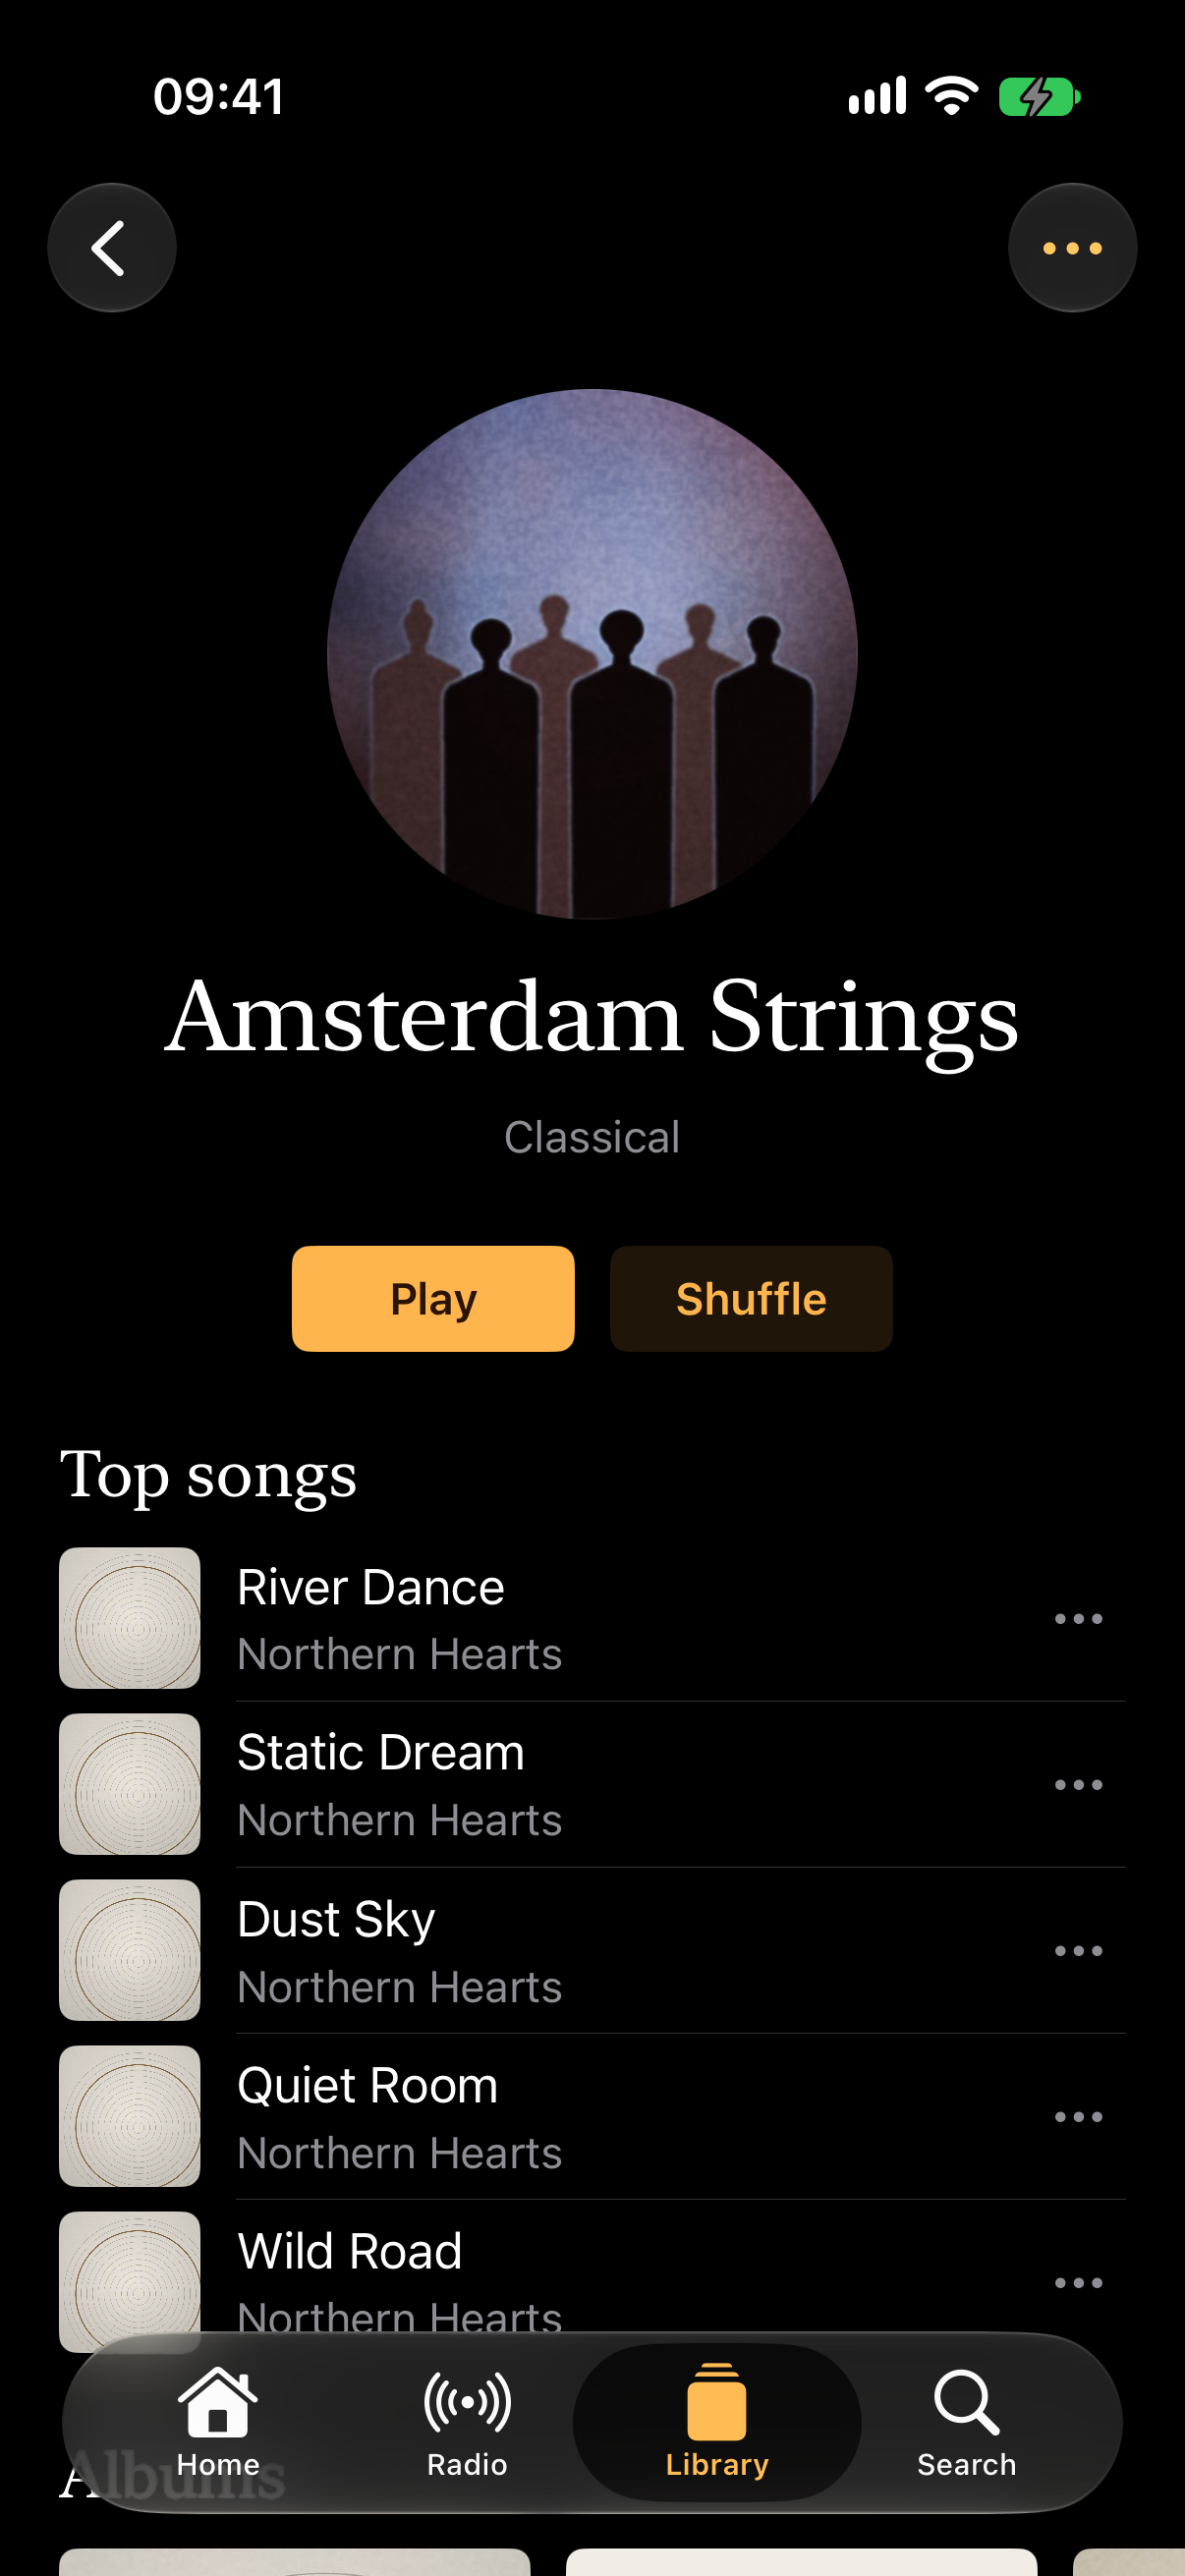 09:41
Amsterdam Strings
Classical
Play
Shuffle
Top songs
River Dance
Northern Hearts
Static Dream
Northern Hearts
Dust Sky
Northern Hearts
Quiet Room
Northern Hearts
Wild Road
Northern Hearts
Albums
Home
Radio
Library
Search